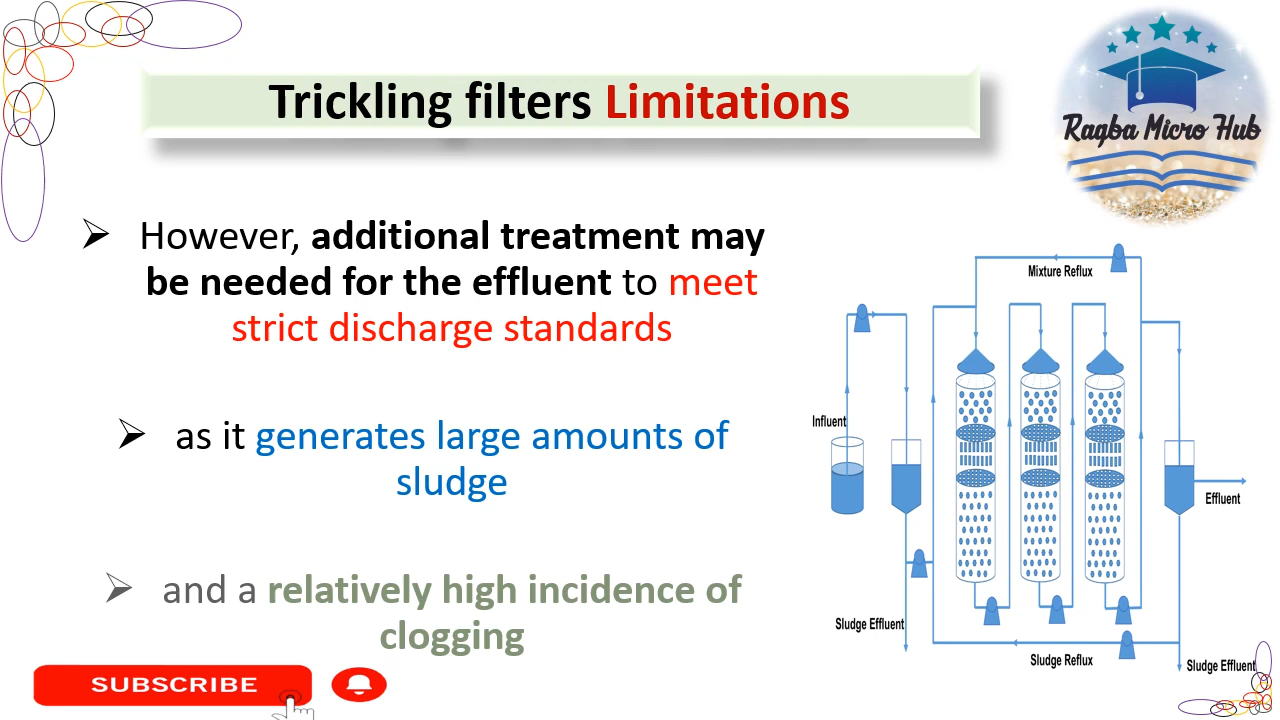 Trickling filters Limitations
Ragba Micro Hub
However, additional treatment may
be needed for the effluent to meet
strict discharge standards
as it generates large amounts of
sludge
and a relatively high incidence of
clogging
SUBSCRIBE
Mixture Reflux
Influent
Effluent
Sludge Effluent
Sludge Reflux
Sludge Effluent